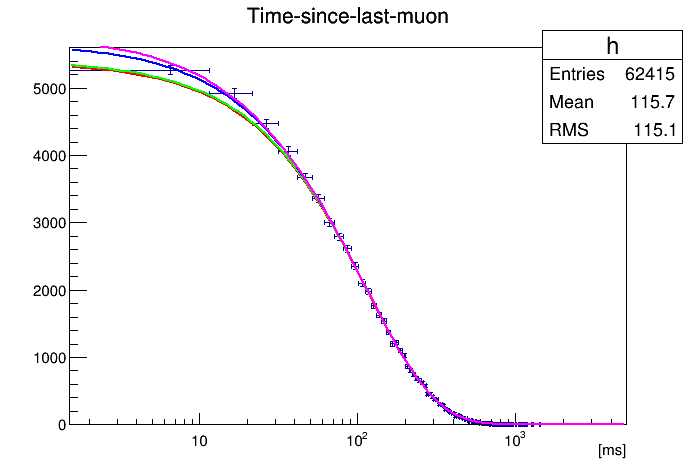 Time-since-last-muon
h
Entries 62415
Mean 115.7
RMS 115.1
5000
4000
3000
2000
1000
0
10
10²
10³
[ms]